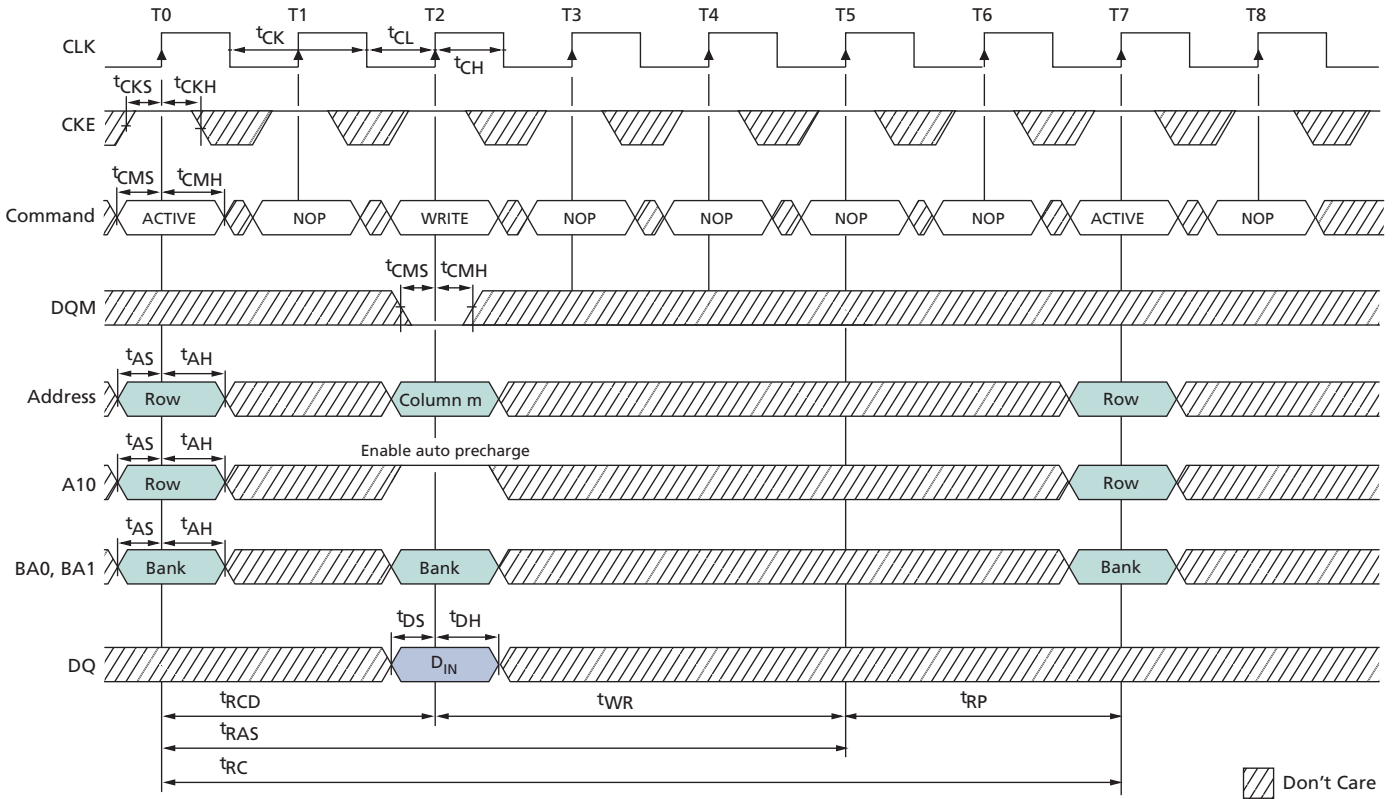 T0 T1 T2 T3 T4 T5 T6 T7 T8
CLK
tCK tCL
tCH
tCKS tCKH
CKE
tCMS tCMH
Command ACTIVE NOP WRITE NOP NOP NOP NOP ACTIVE NOP
tCMS tCMH
DQM
tAS tAH
Address Row Column m Row
tAS tAH
Enable auto precharge
A10 Row Row
tAS tAH
BA0, BA1 Bank Bank Bank
tDS tDH
DQ DIN
tRCD tWR tRP
tRAS
tRC
Don't Care